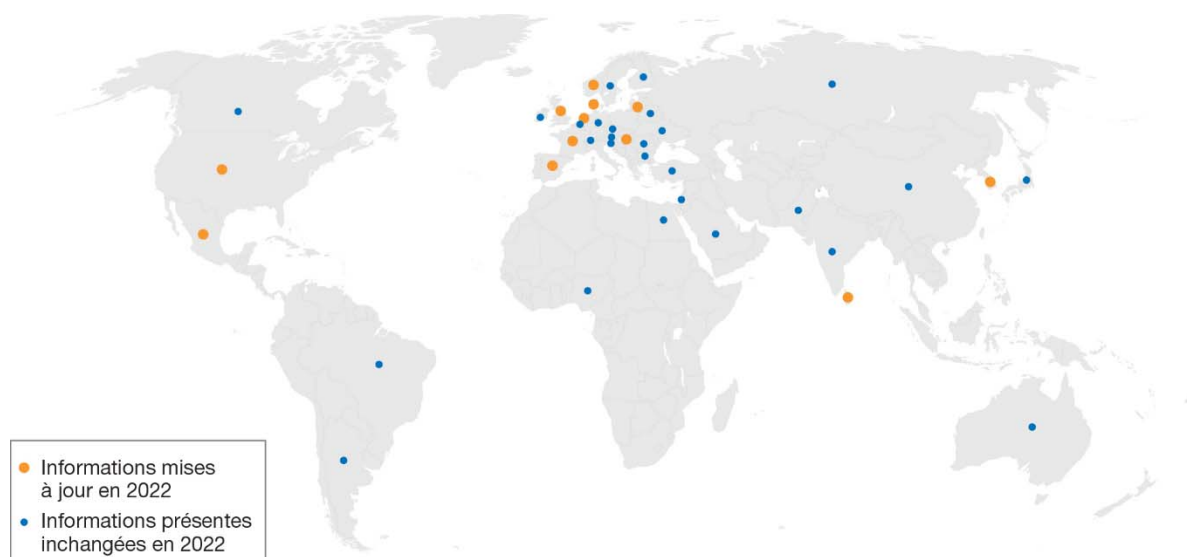 Informations mises
à jour en 2022
Informations présentes
inchangées en 2022